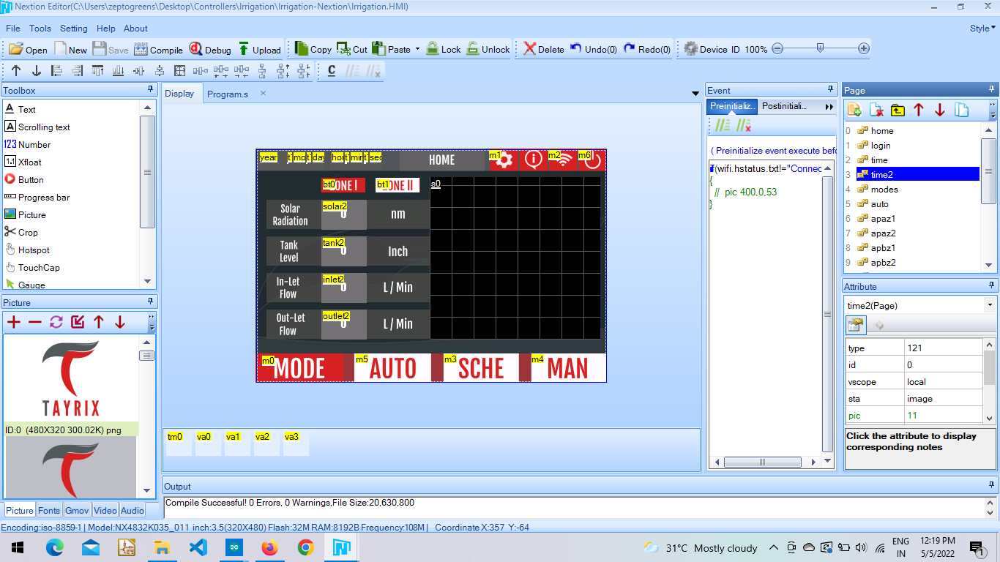 Nextion Editor(C:\Users\zeptogreens\Desktop\Controllers\Irrigation\Irrigation-Nextion\Irrigation.HMI)
File Tools Setting Help About Style
Open New Save Compile Debug Upload Copy Cut Paste Lock Unlock Delete Undo(0) Redo(0) Device ID 100%
Toolbox
Text
Scrolling text
Number
Xfloat
Button
Progress bar
Picture
Crop
Hotspot
TouchCap
Gauge
Picture
TAYRIX
ID:0 (480X320 300.02K) png
Picture Fonts Gmov Video Audio
Display Program.s
year day HOME m1 m2 m6
bt0 ONE I bt1 ONE II s0
Solar Radiation solar2 0 nm
Tank Level tank2 0 Inch
In-Let Flow inlet2 0 L / Min
Out-Let Flow outlet2 0 L / Min
m0 MODE m5 AUTO m3 SCHE m4 MAN
tm0 va0 va1 va2 va3
Event
Preinitializ... Postinitiali...
( Preinitialize event execute befo
if(wifi.hstatus.txt!="Connec
{
// pic 400,0,53
}
Page
0 home
1 login
2 time
3 time2
4 modes
5 auto
6 apaz1
7 apaz2
8 apbz1
9 apbz2
Attribute
time2(Page)
type 121
id 0
vscope local
sta image
pic 11
Click the attribute to display
corresponding notes
Output
Compile Successful! 0 Errors, 0 Warnings,File Size:20,630,800
Encoding:iso-8859-1 | Model:NX4832K035_011 inch:3.5(320X480) Flash:32M RAM:8192B Frequency:108M | Coordinate X:357 Y:-64
31°C Mostly cloudy ENG IN 12:19 PM 5/5/2022 1